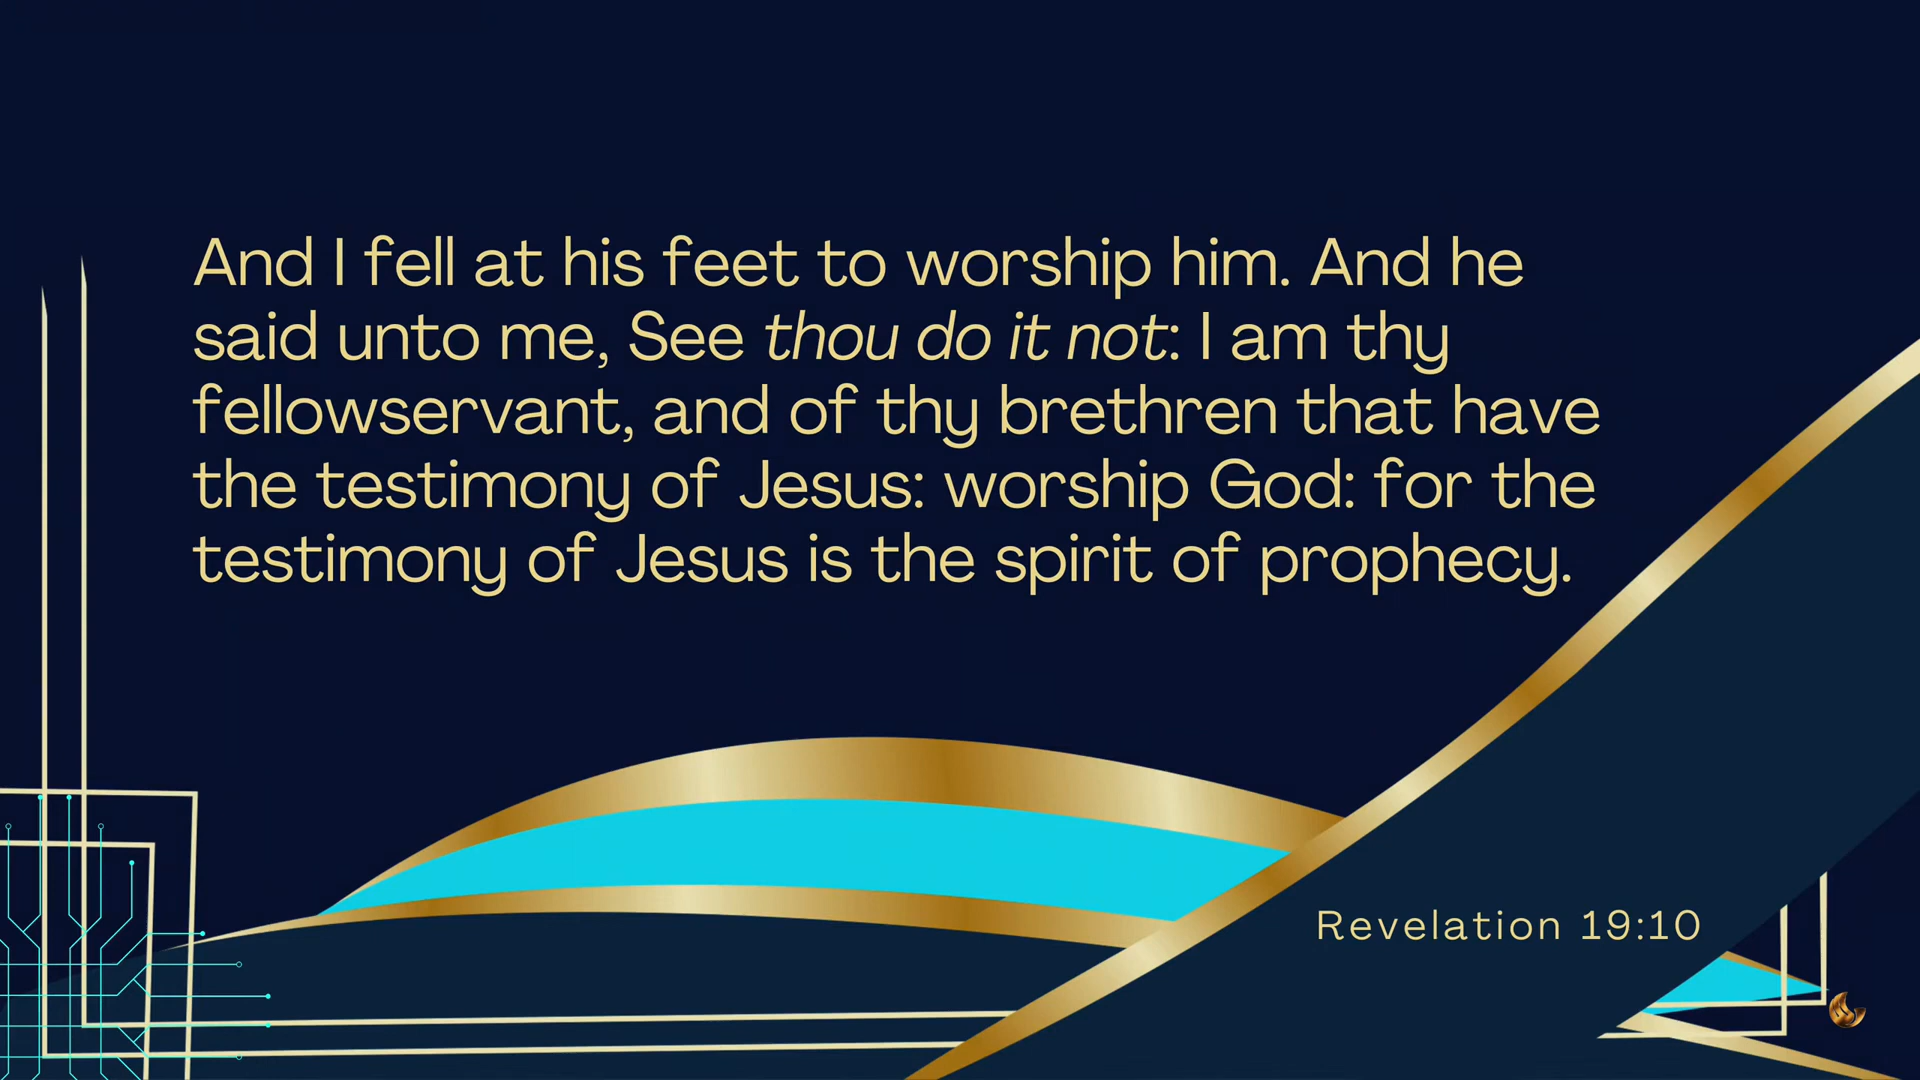 And I fell at his feet to worship him. And he
said unto me, See thou do it not: I am thy
fellowservant, and of thy brethren that have
the testimony of Jesus: worship God: for the
testimony of Jesus is the spirit of prophecy.
Revelation 19:10